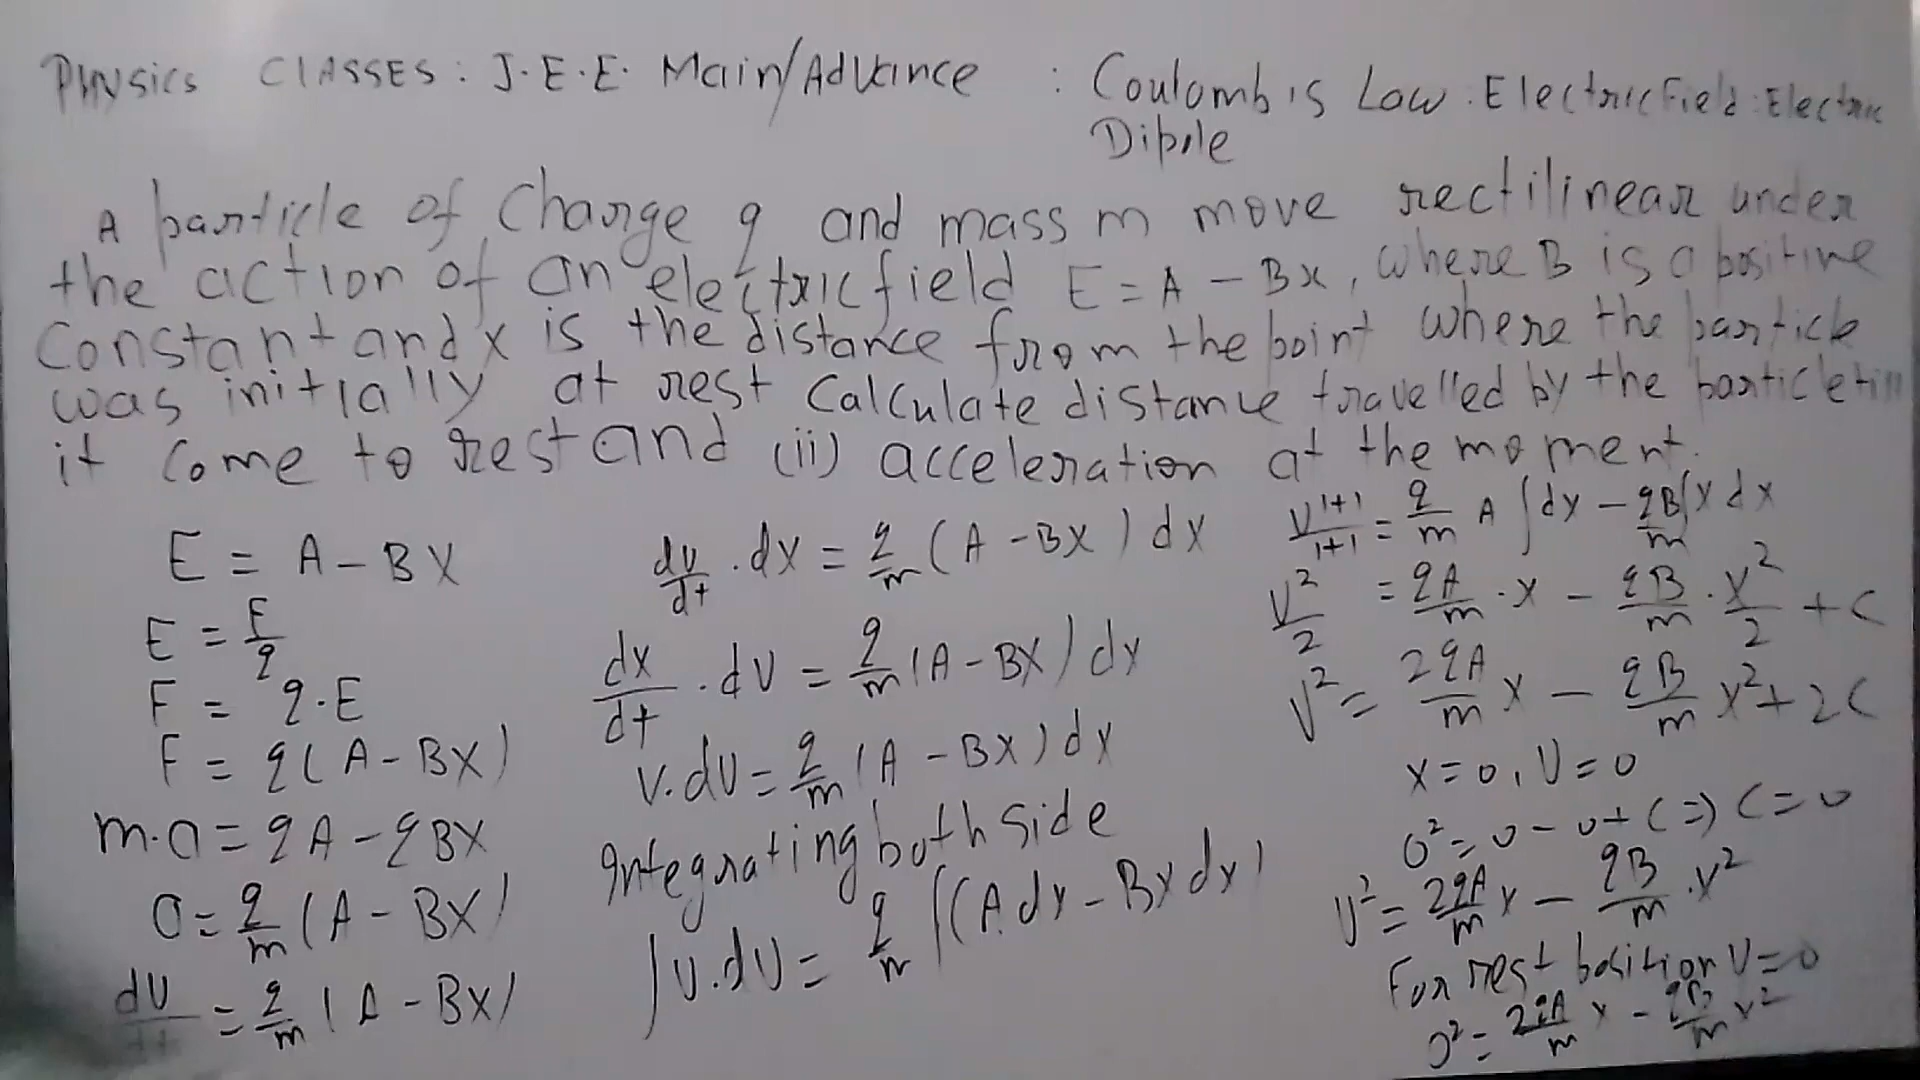 Physics CLASSES : J.E.E. Main/Advance : Coulomb is Low : Electric Field : Electric
Dipole
A particle of charge q and mass m move rectilinear under
the action of an electric field E = A - Bx, where B is a positive
Constant and x is the distance from the point where the particle
was initially at rest Calculate distance travelled by the particle till
it come to rest and (ii) acceleration at the moment.
E = A - BX
E = F/q
F = q.E
F = q(A - BX)
m.a = qA - qBX
a = q/m (A - BX)
dv/dt = q/m (A - BX)
dv/dt . dx = q/m (A - BX) dx
dx/dt . dv = q/m (A - BX) dx
v.dv = q/m (A - BX) dx
Integrating both side
∫v.dv = q/m ∫(A.dx - Bx dx)
v^(1+1)/(1+1) = q/m A ∫dx - qB/m ∫x dx
v²/2 = qA/m . x - qB/m . x²/2 + C
v² = 2qA/m x - qB/m x² + 2C
x = 0, v = 0
0² = 0 - 0 + C => C = 0
v² = 2qA/m x - qB/m . x²
For rest position v = 0
0² = 2qA/m x - qB/m x²